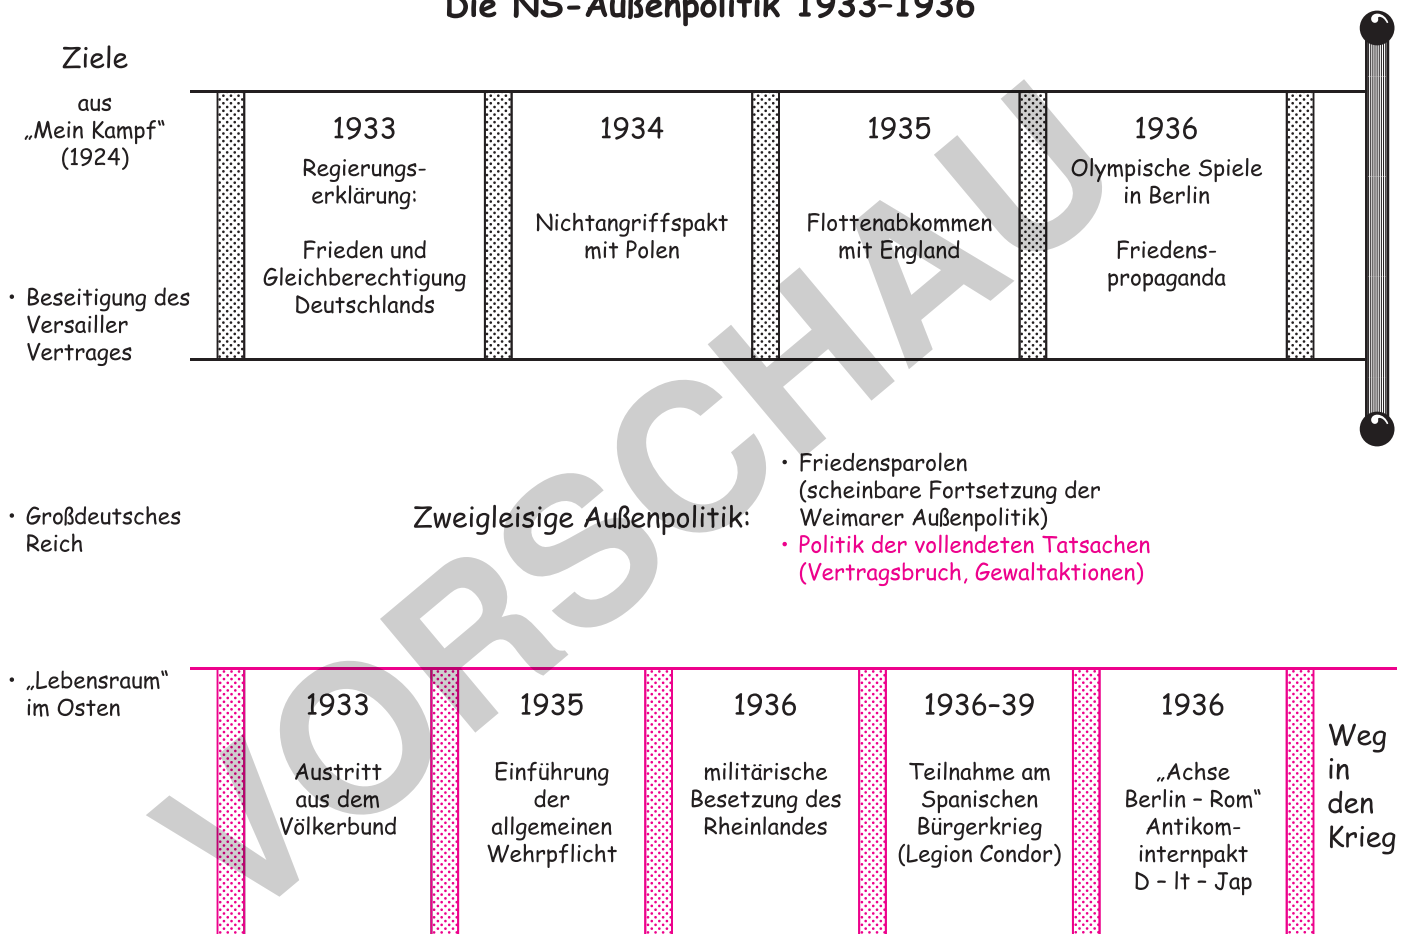 Die NS-Außenpolitik 1933–1936
Ziele
aus
„Mein Kampf“
(1924)
• Beseitigung des
Versailler
Vertrages
• Großdeutsches
Reich
• „Lebensraum“
im Osten
1933
Regierungs-
erklärung:
Frieden und
Gleichberechtigung
Deutschlands
1934
Nichtangriffspakt
mit Polen
1935
Flottenabkommen
mit England
1936
Olympische Spiele
in Berlin
Friedens-
propaganda
Zweigleisige Außenpolitik:
• Friedensparolen
(scheinbare Fortsetzung der
Weimarer Außenpolitik)
• Politik der vollendeten Tatsachen
(Vertragsbruch, Gewaltaktionen)
1933
Austritt
aus dem
Völkerbund
1935
Einführung
der
allgemeinen
Wehrpflicht
1936
militärische
Besetzung des
Rheinlandes
1936–39
Teilnahme am
Spanischen
Bürgerkrieg
(Legion Condor)
1936
„Achse
Berlin – Rom“
Antikom-
internpakt
D – It – Jap
Weg
in
den
Krieg
VORSCHAU